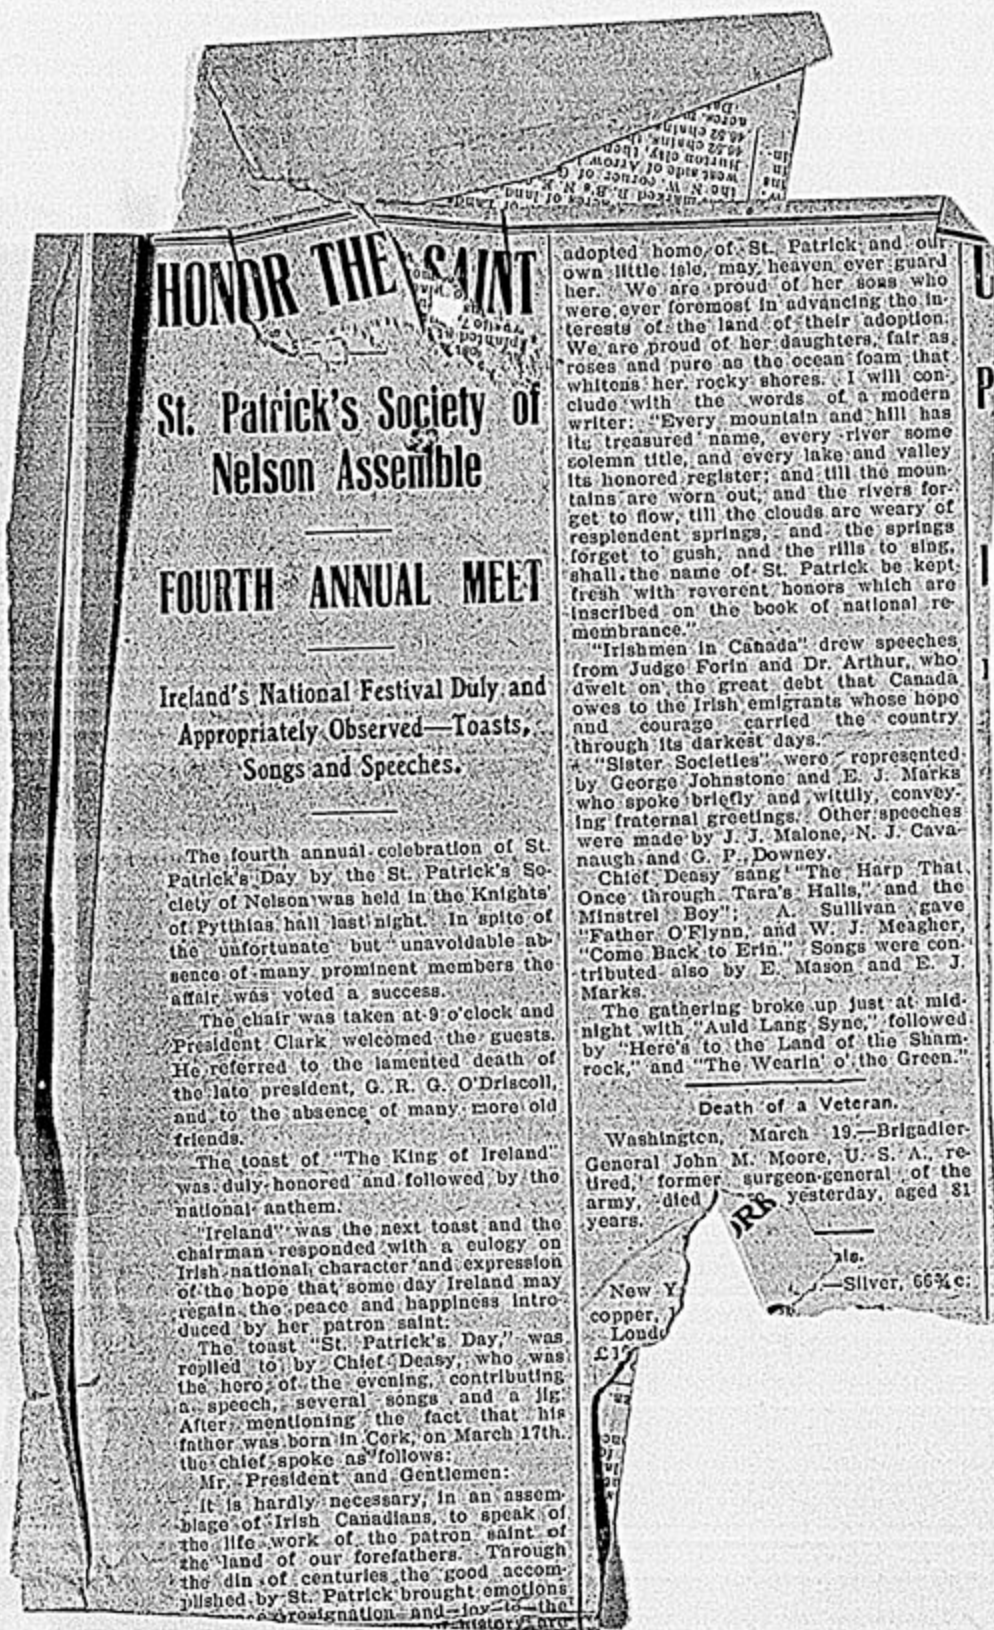 HONOR THE SAINT
St. Patrick's Society of
Nelson Assemble
FOURTH ANNUAL MEET
Ireland's National Festival Duly and
Appropriately Observed—Toasts,
Songs and Speeches.
The fourth annual celebration of St.
Patrick's Day by the St. Patrick's So-
ciety of Nelson was held in the Knights
of Pythias hall last night. In spite of
the unfortunate but unavoidable ab-
sence of many prominent members the
affair was voted a success.
The chair was taken at 9 o'clock and
President Clark welcomed the guests.
He referred to the lamented death of
the late president, G. R. G. O'Driscoll,
and to the absence of many more old
friends.
The toast of "The King of Ireland"
was duly honored and followed by the
national anthem.
"Ireland" was the next toast and the
chairman responded with a eulogy on
Irish national character and expression
of the hope that some day Ireland may
regain the peace and happiness intro-
duced by her patron saint.
The toast "St. Patrick's Day," was
replied to by Chief Deasy, who was
the hero of the evening, contributing
a speech, several songs and a jig.
After mentioning the fact that his
father was born in Cork, on March 17th.
the chief spoke as follows:
Mr. President and Gentlemen:
It is hardly necessary, in an assem-
blage of Irish Canadians, to speak of
the life work of the patron saint of
the land of our forefathers. Through
the din of centuries the good accom-
plished by St. Patrick brought emotions
resignation and joy to the
history are
adopted home of St. Patrick and our
own little isle, may heaven ever guard
her. We are proud of her sons who
were ever foremost in advancing the in-
terests of the land of their adoption.
We are proud of her daughters, fair as
roses and pure as the ocean foam that
whitens her rocky shores. I will con-
clude with the words of a modern
writer: "Every mountain and hill has
its treasured name, every river some
solemn title, and every lake and valley
its honored register; and till the moun-
tains are worn out, and the rivers for-
get to flow, till the clouds are weary of
resplendent springs, and the springs
forget to gush, and the rills to sing,
shall the name of St. Patrick be kept
fresh with reverent honors which are
inscribed on the book of national re-
membrance."
"Irishmen in Canada" drew speeches
from Judge Forin and Dr. Arthur, who
dwelt on the great debt that Canada
owes to the Irish emigrants whose hope
and courage carried the country
through its darkest days.
"Sister Societies" were represented
by George Johnstone and E. J. Marks
who spoke briefly and wittily, convey-
ing fraternal greetings. Other speeches
were made by J. J. Malone, N. J. Cava-
naugh and G. P. Downey.
Chief Deasy sang "The Harp That
Once through Tara's Halls," and the
Minstrel Boy"; A. Sullivan gave
"Father O'Flynn, and W. J. Meagher,
"Come Back to Erin." Songs were con-
tributed also by E. Mason and E. J.
Marks.
The gathering broke up just at mid-
night with "Auld Lang Syne," followed
by "Here's to the Land of the Sham-
rock," and "The Wearin' o' the Green."
Death of a Veteran.
Washington, March 19.—Brigadier-
General John M. Moore, U. S. A., re-
tired, former surgeon-general of the
army, died yesterday, aged 81
years.
New Y
—Silver, 66¾c;
copper,
Lond